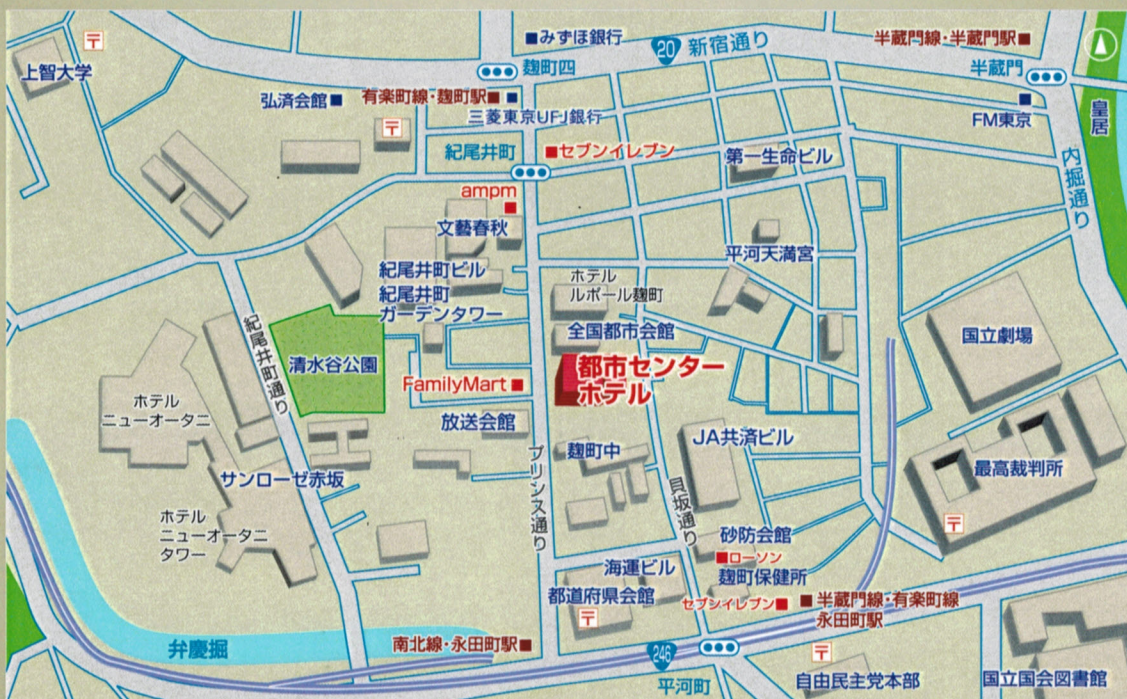 みずほ銀行
20
新宿通り
半蔵門線・半蔵門駅
上智大学
麹町四
半蔵門
弘済会館
有楽町線・麹町駅
三菱東京UFJ銀行
FM東京
皇居
紀尾井町
セブンイレブン
第一生命ビル
内堀通り
ampm
文藝春秋
平河天満宮
紀尾井町ビル
紀尾井町
ガーデンタワー
ホテル
ルポール麹町
全国都市会館
国立劇場
紀尾井町通り
清水谷公園
都市センター
ホテル
FamilyMart
ホテル
ニューオータニ
放送会館
プリンス通り
麹町中
JA共済ビル
最高裁判所
サンローゼ赤坂
貝坂通り
ホテル
ニューオータニ
タワー
砂防会館
ローソン
海運ビル
麹町保健所
都道府県会館
セブンイレブン
半蔵門線・有楽町線
永田町駅
弁慶掘
南北線・永田町駅
246
平河町
自由民主党本部
国立国会図書館